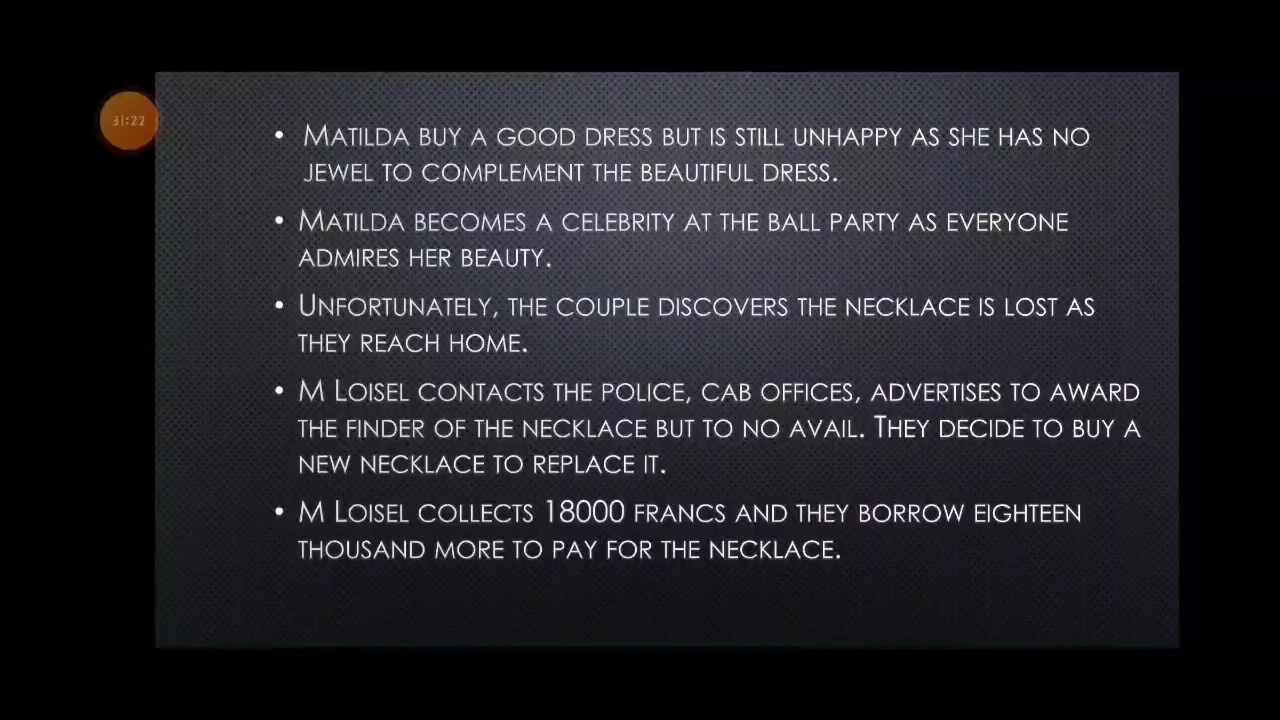 31:22
• Matilda buy a good dress but is still unhappy as she has no
jewel to complement the beautiful dress.
• Matilda becomes a celebrity at the ball party as everyone
admires her beauty.
• Unfortunately, the couple discovers the necklace is lost as
they reach home.
• M Loisel contacts the police, cab offices, advertises to award
the finder of the necklace but to no avail. They decide to buy a
new necklace to replace it.
• M Loisel collects 18000 francs and they borrow eighteen
thousand more to pay for the necklace.